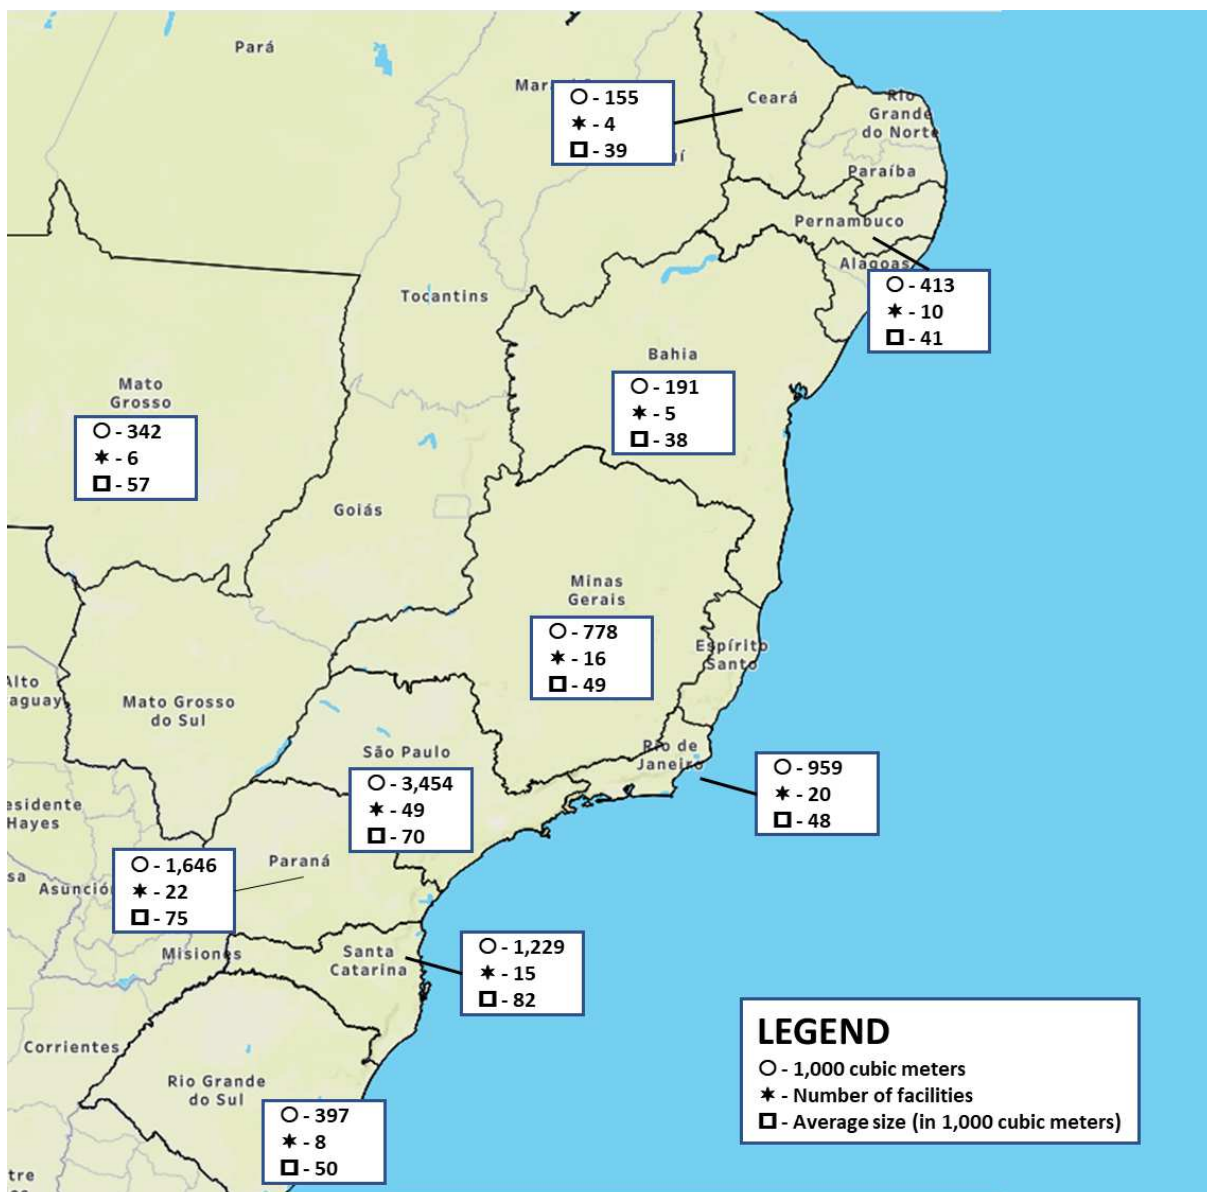 Pará
Ceará
Rio
Grande
do Norte
Paraíba
Pernambuco
Alagoas
- 155
- 4
- 39
- 413
- 10
- 41
Tocantins
Bahia
- 191
- 5
- 38
Mato
Grosso
- 342
- 6
- 57
Goiás
Minas
Gerais
- 778
- 16
- 49
Espírito
Santo
Mato Grosso
do Sul
São Paulo
- 3,454
- 49
- 70
Rio de
Janeiro
- 959
- 20
- 48
Hayes
Paraná
- 1,646
- 22
- 75
Misiones
Santa
Catarina
- 1,229
- 15
- 82
Corrientes
Rio Grande
do Sul
- 397
- 8
- 50
LEGEND
- 1,000 cubic meters
- Number of facilities
- Average size (in 1,000 cubic meters)